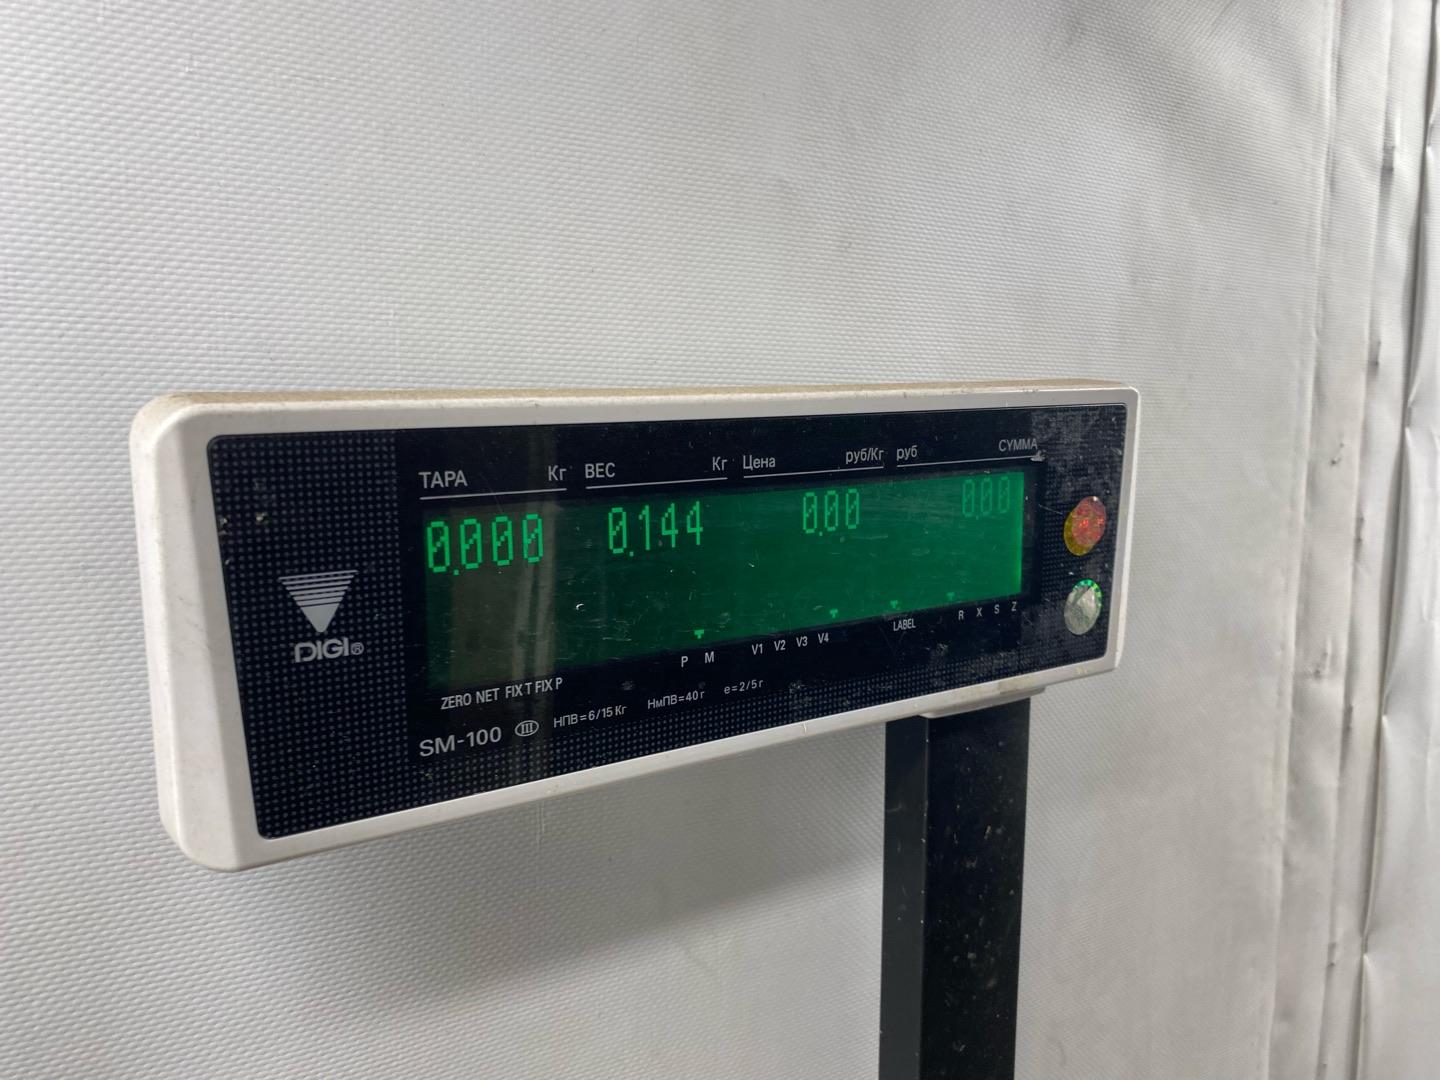 ТАРА Кг ВЕС Кг Цена руб/Кг руб СУММА
0.000 0.144 0.00 0.00
DIGI®
P M V1 V2 V3 V4 LABEL R X S Z
ZERO NET FIX T FIX P
SM-100 III НПВ=6/15 Кг НмПВ=40 г e=2/5 г